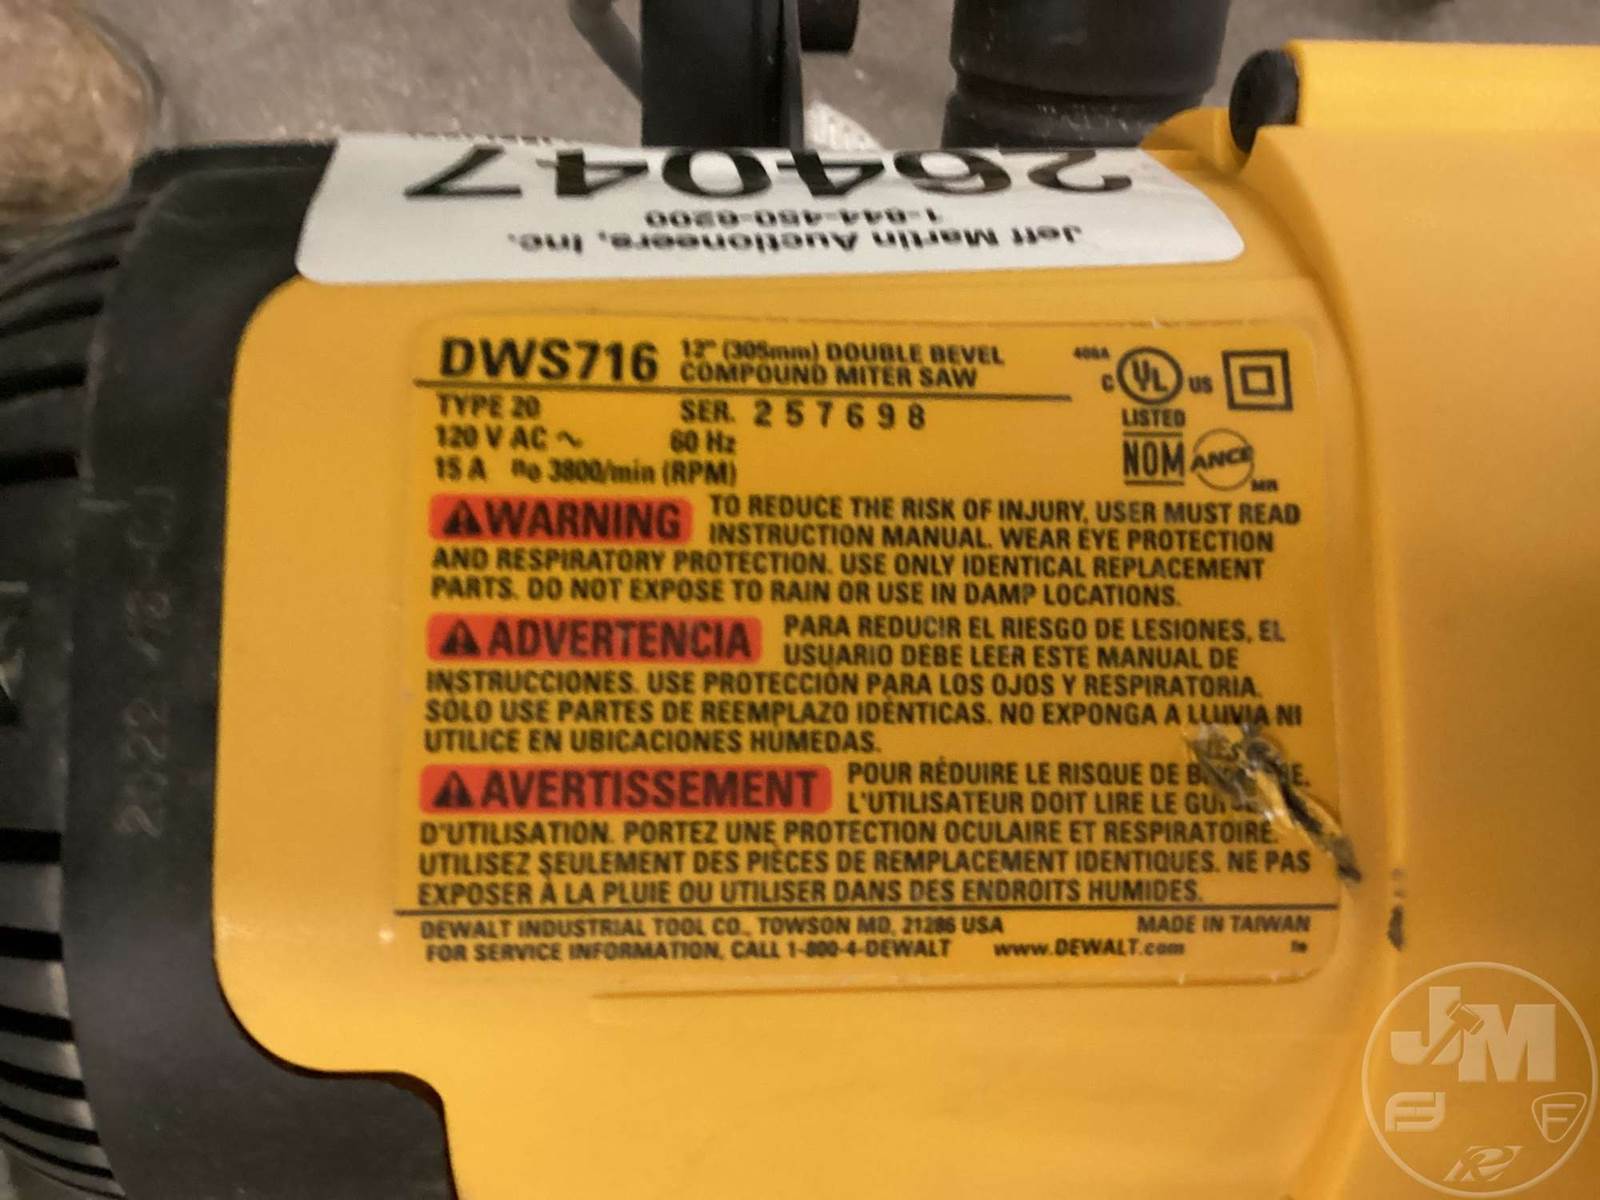 264047
1-844-450-6200
Jeff Martin Auctioneers, Inc.
DWS716 12" (305mm) DOUBLE BEVEL
COMPOUND MITER SAW
TYPE 20 SER. 257698
120 V AC ~ 60 Hz
15 A n₀ 3800/min (RPM)
408A
C UL US
LISTED
NOM ANCE
MR
⚠WARNING TO REDUCE THE RISK OF INJURY, USER MUST READ
INSTRUCTION MANUAL. WEAR EYE PROTECTION
AND RESPIRATORY PROTECTION. USE ONLY IDENTICAL REPLACEMENT
PARTS. DO NOT EXPOSE TO RAIN OR USE IN DAMP LOCATIONS.
⚠ADVERTENCIA PARA REDUCIR EL RIESGO DE LESIONES, EL
USUARIO DEBE LEER ESTE MANUAL DE
INSTRUCCIONES. USE PROTECCIÓN PARA LOS OJOS Y RESPIRATORIA.
SÓLO USE PARTES DE REEMPLAZO IDÉNTICAS. NO EXPONGA A LLUVIA NI
UTILICE EN UBICACIONES HUMEDAS.
⚠AVERTISSEMENT POUR RÉDUIRE LE RISQUE DE
L'UTILISATEUR DOIT LIRE LE
D'UTILISATION. PORTEZ UNE PROTECTION OCULAIRE ET RESPIRATOIRE.
UTILISEZ SEULEMENT DES PIÈCES DE REMPLACEMENT IDENTIQUES. NE PAS
EXPOSER À LA PLUIE OU UTILISER DANS DES ENDROITS HUMIDES.
DEWALT INDUSTRIAL TOOL CO., TOWSON MD, 21286 USA MADE IN TAIWAN
FOR SERVICE INFORMATION, CALL 1-800-4-DEWALT www.DEWALT.com
2022
JM